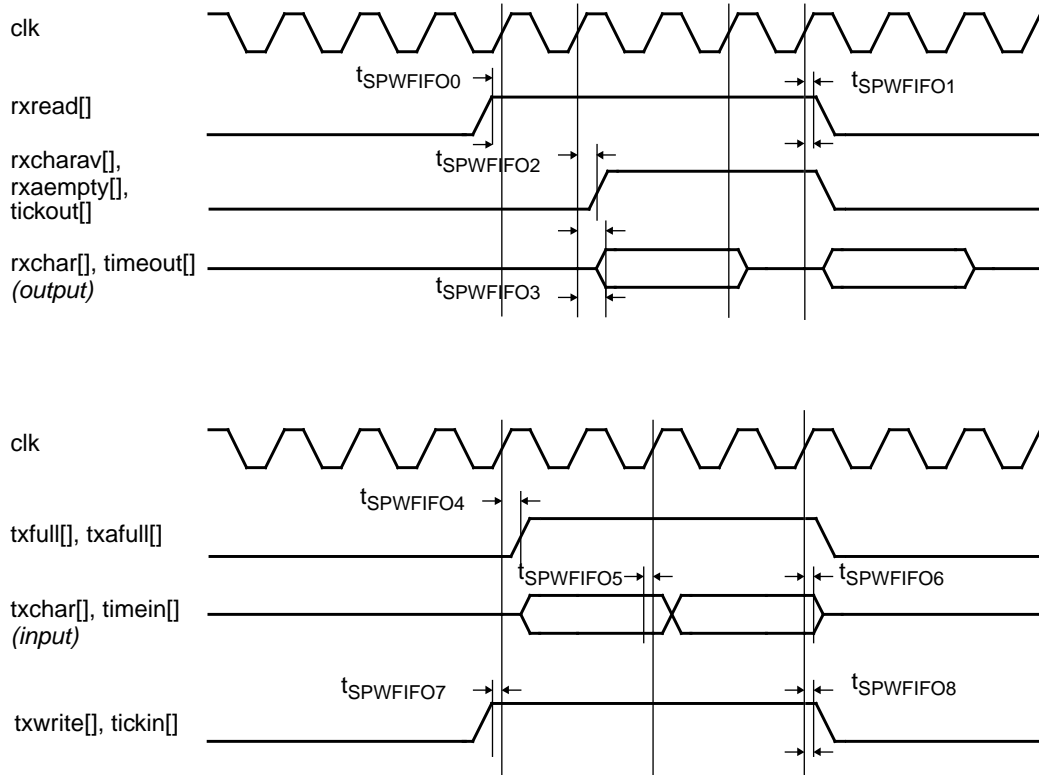 clk
tSPWFIFO0
tSPWFIFO1
rxread[]
rxcharav[],
rxaempty[],
tickout[]
tSPWFIFO2
rxchar[], timeout[]
(output)
tSPWFIFO3
clk
tSPWFIFO4
txfull[], txafull[]
tSPWFIFO5
tSPWFIFO6
txchar[], timein[]
(input)
tSPWFIFO7
tSPWFIFO8
txwrite[], tickin[]